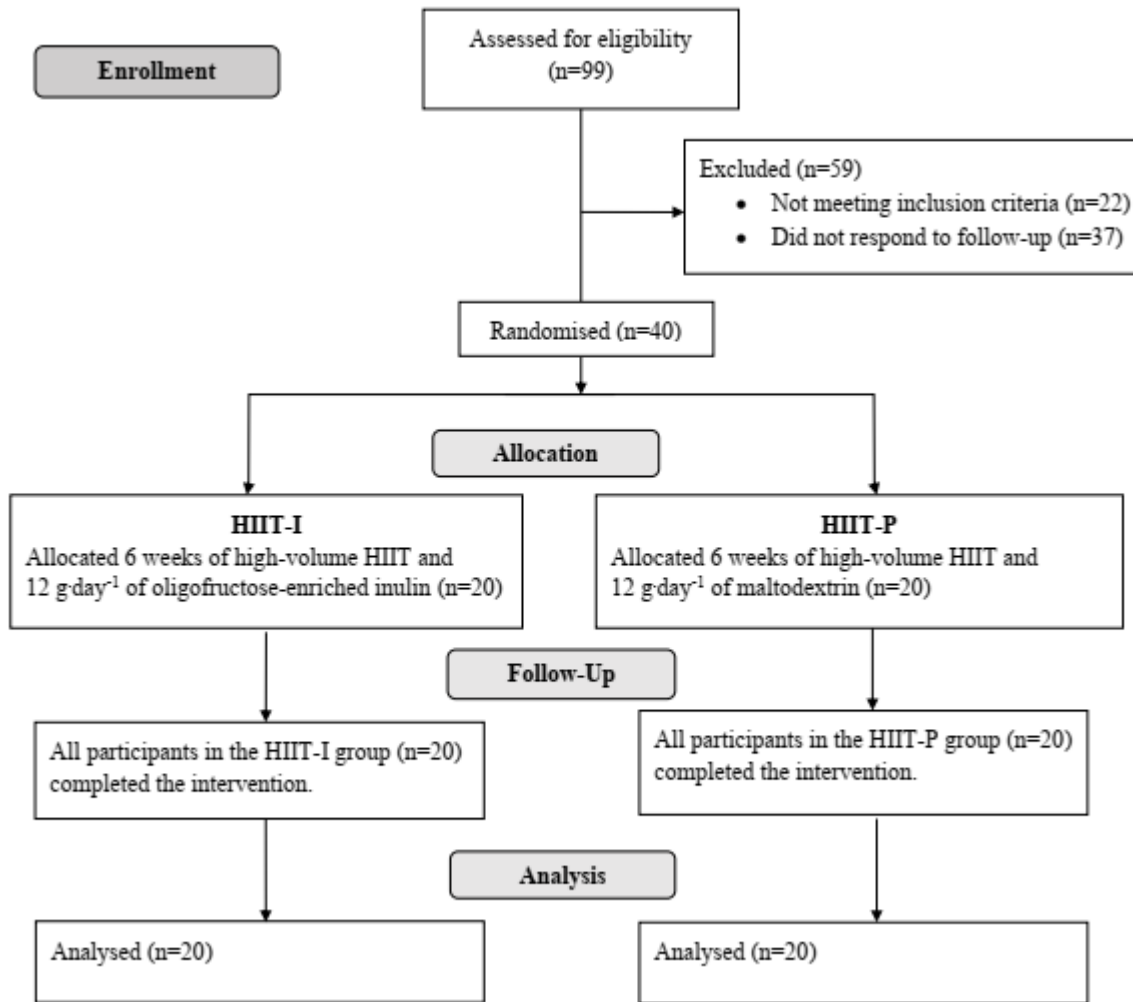 Assessed for eligibility
(n=99)
Enrollment
Excluded (n=59)
• Not meeting inclusion criteria (n=22)
• Did not respond to follow-up (n=37)
Randomised (n=40)
Allocation
HIIT-I
Allocated 6 weeks of high-volume HIIT and
12 g·day⁻¹ of oligofructose-enriched inulin (n=20)
HIIT-P
Allocated 6 weeks of high-volume HIIT and
12 g·day⁻¹ of maltodextrin (n=20)
Follow-Up
All participants in the HIIT-I group (n=20)
completed the intervention.
All participants in the HIIT-P group (n=20)
completed the intervention.
Analysis
Analysed (n=20)
Analysed (n=20)